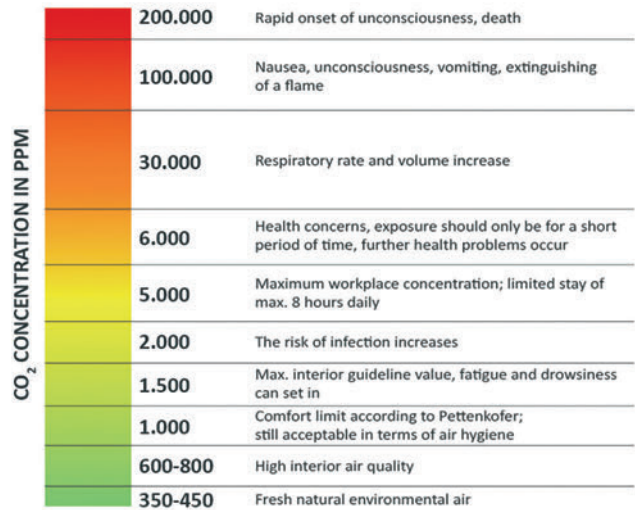 CO₂ CONCENTRATION IN PPM
200.000 Rapid onset of unconsciousness, death
100.000 Nausea, unconsciousness, vomiting, extinguishing
of a flame
30.000 Respiratory rate and volume increase
6.000 Health concerns, exposure should only be for a short
period of time, further health problems occur
5.000 Maximum workplace concentration; limited stay of
max. 8 hours daily
2.000 The risk of infection increases
1.500 Max. interior guideline value, fatigue and drowsiness
can set in
1.000 Comfort limit according to Pettenkofer;
still acceptable in terms of air hygiene
600-800 High interior air quality
350-450 Fresh natural environmental air